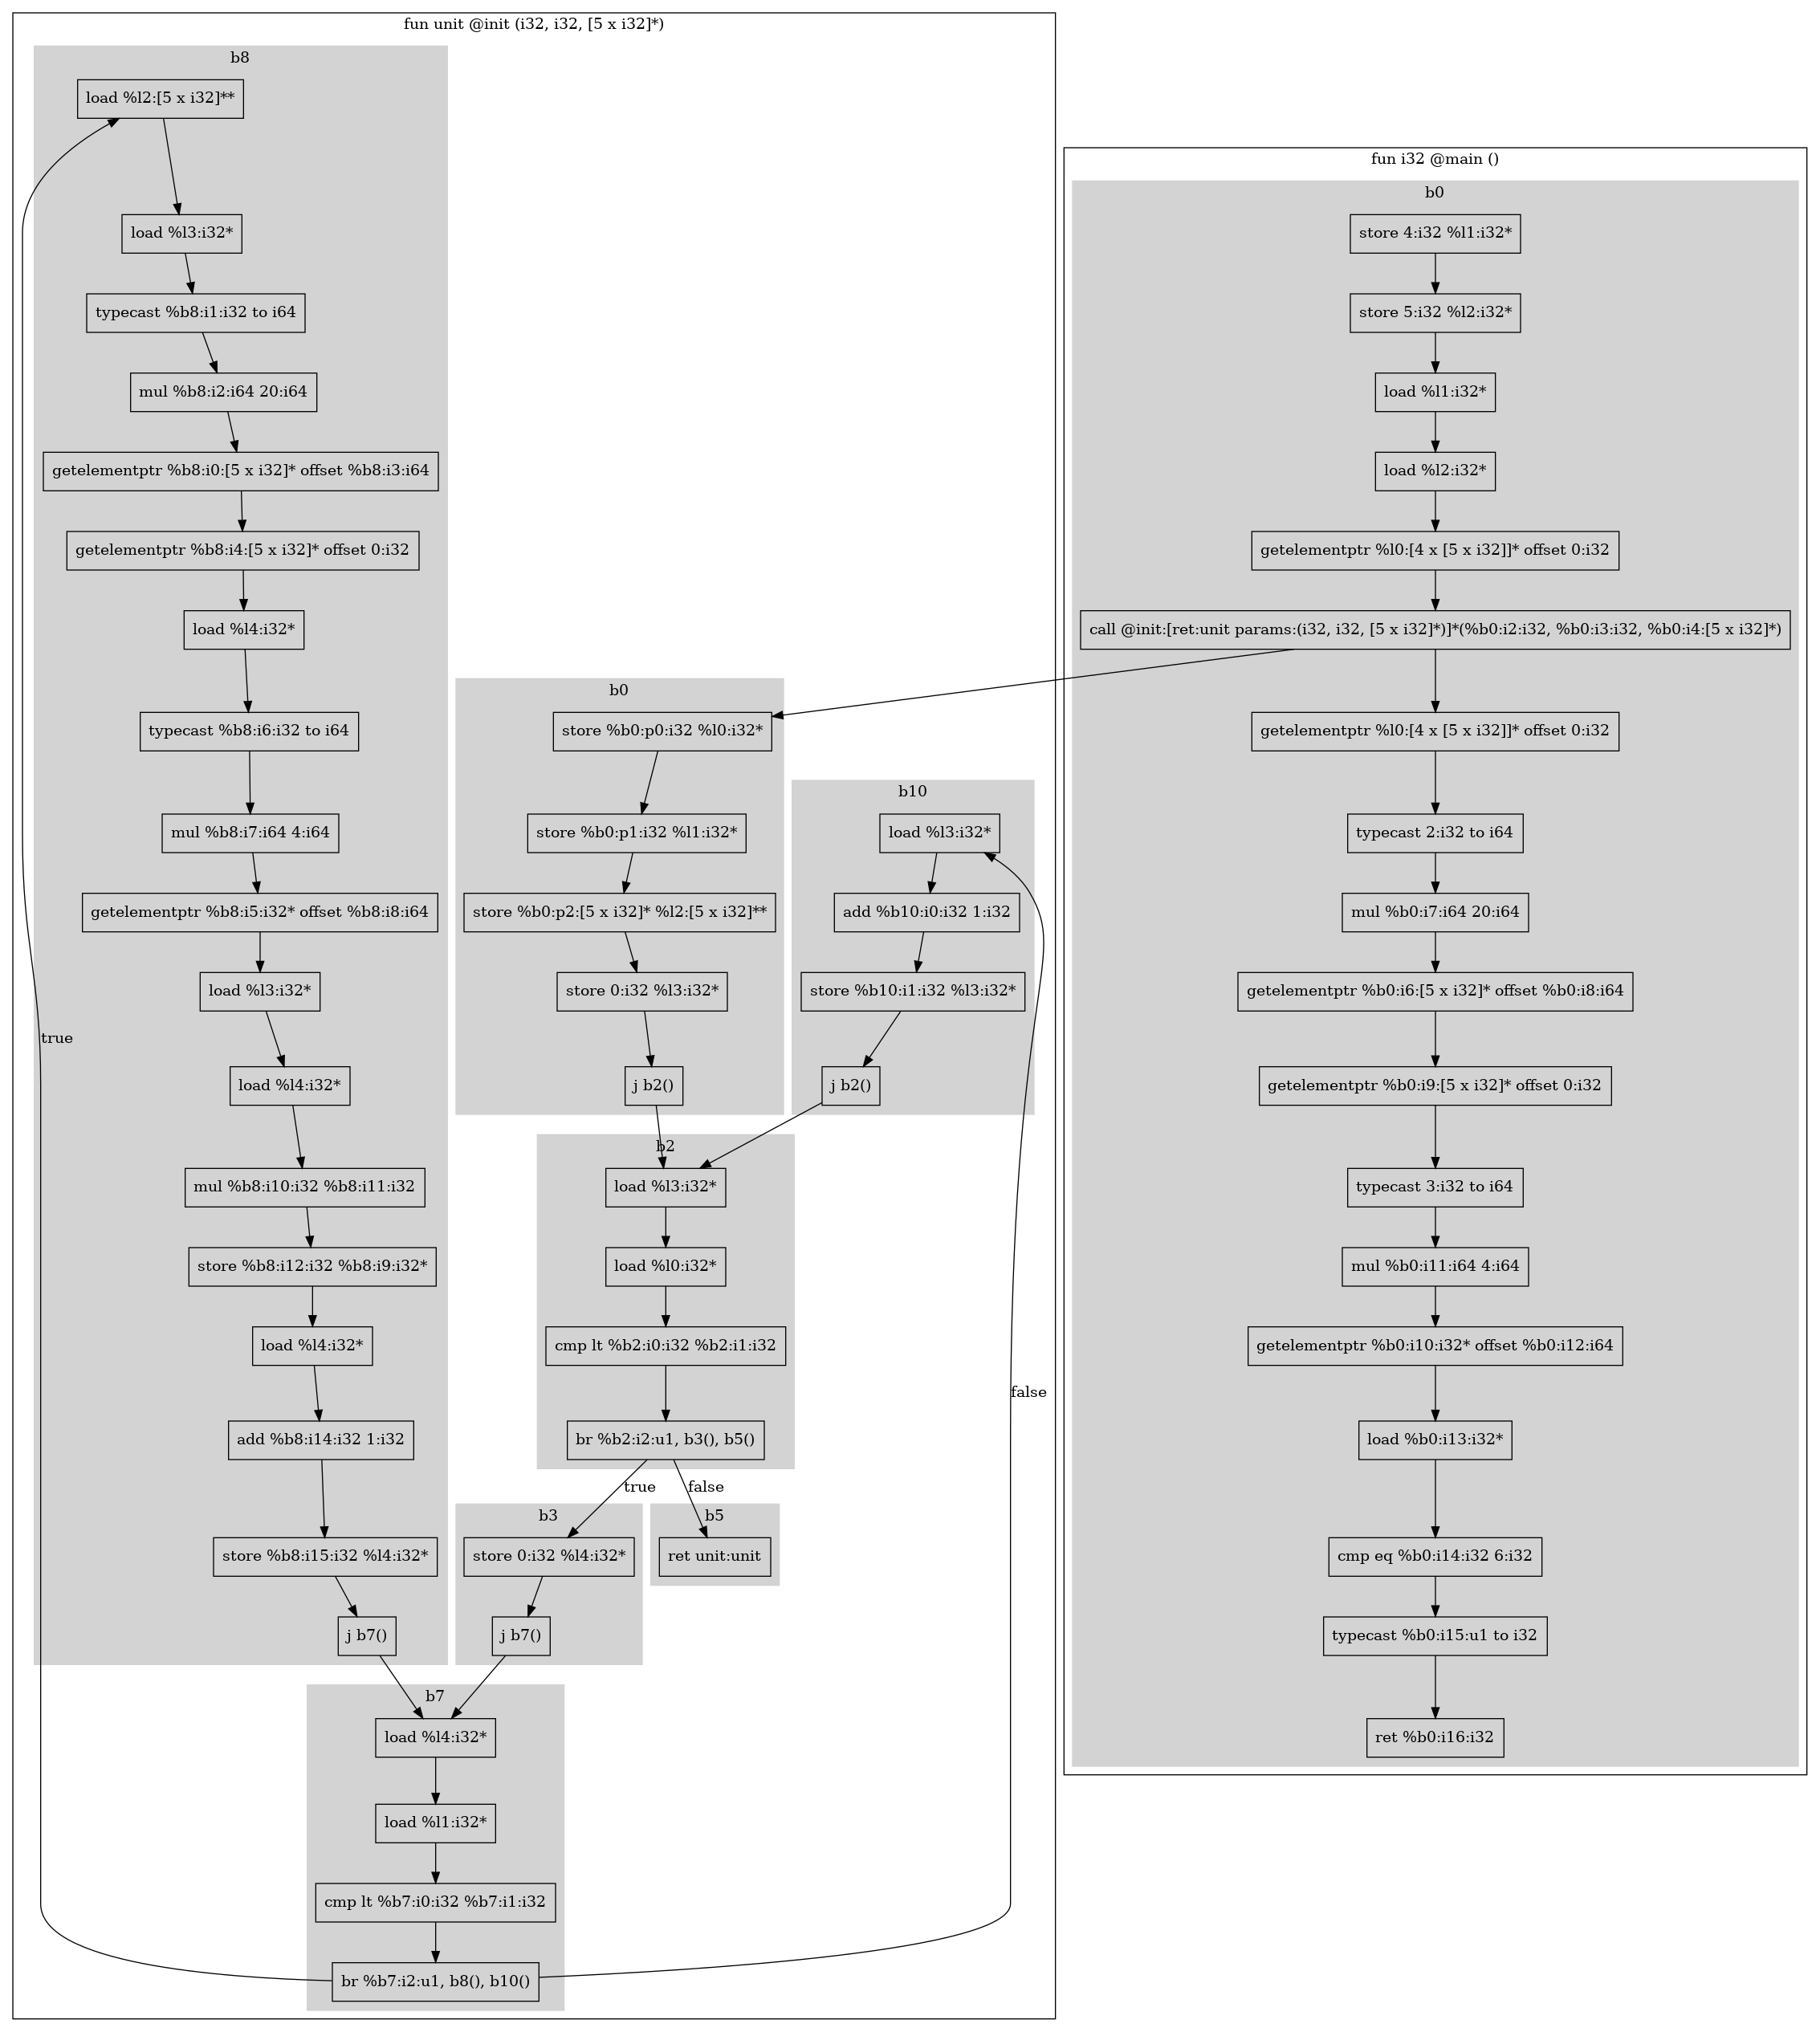 fun unit @init (i32, i32, [5 x i32]*)
b8
load %l2:[5 x i32]**
load %l3:i32*
typecast %b8:i1:i32 to i64
mul %b8:i2:i64 20:i64
getelementptr %b8:i0:[5 x i32]* offset %b8:i3:i64
getelementptr %b8:i4:[5 x i32]* offset 0:i32
load %l4:i32*
typecast %b8:i6:i32 to i64
mul %b8:i7:i64 4:i64
getelementptr %b8:i5:i32* offset %b8:i8:i64
load %l3:i32*
load %l4:i32*
mul %b8:i10:i32 %b8:i11:i32
store %b8:i12:i32 %b8:i9:i32*
load %l4:i32*
add %b8:i14:i32 1:i32
store %b8:i15:i32 %l4:i32*
j b7()
true
b0
store %b0:p0:i32 %l0:i32*
store %b0:p1:i32 %l1:i32*
store %b0:p2:[5 x i32]* %l2:[5 x i32]**
store 0:i32 %l3:i32*
j b2()
b10
load %l3:i32*
add %b10:i0:i32 1:i32
store %b10:i1:i32 %l3:i32*
j b2()
b2
load %l3:i32*
load %l0:i32*
cmp lt %b2:i0:i32 %b2:i1:i32
br %b2:i2:u1, b3(), b5()
true
false
b3
store 0:i32 %l4:i32*
j b7()
b5
ret unit:unit
b7
load %l4:i32*
load %l1:i32*
cmp lt %b7:i0:i32 %b7:i1:i32
br %b7:i2:u1, b8(), b10()
false
fun i32 @main ()
b0
store 4:i32 %l1:i32*
store 5:i32 %l2:i32*
load %l1:i32*
load %l2:i32*
getelementptr %l0:[4 x [5 x i32]]* offset 0:i32
call @init:[ret:unit params:(i32, i32, [5 x i32]*)]*(%b0:i2:i32, %b0:i3:i32, %b0:i4:[5 x i32]*)
getelementptr %l0:[4 x [5 x i32]]* offset 0:i32
typecast 2:i32 to i64
mul %b0:i7:i64 20:i64
getelementptr %b0:i6:[5 x i32]* offset %b0:i8:i64
getelementptr %b0:i9:[5 x i32]* offset 0:i32
typecast 3:i32 to i64
mul %b0:i11:i64 4:i64
getelementptr %b0:i10:i32* offset %b0:i12:i64
load %b0:i13:i32*
cmp eq %b0:i14:i32 6:i32
typecast %b0:i15:u1 to i32
ret %b0:i16:i32